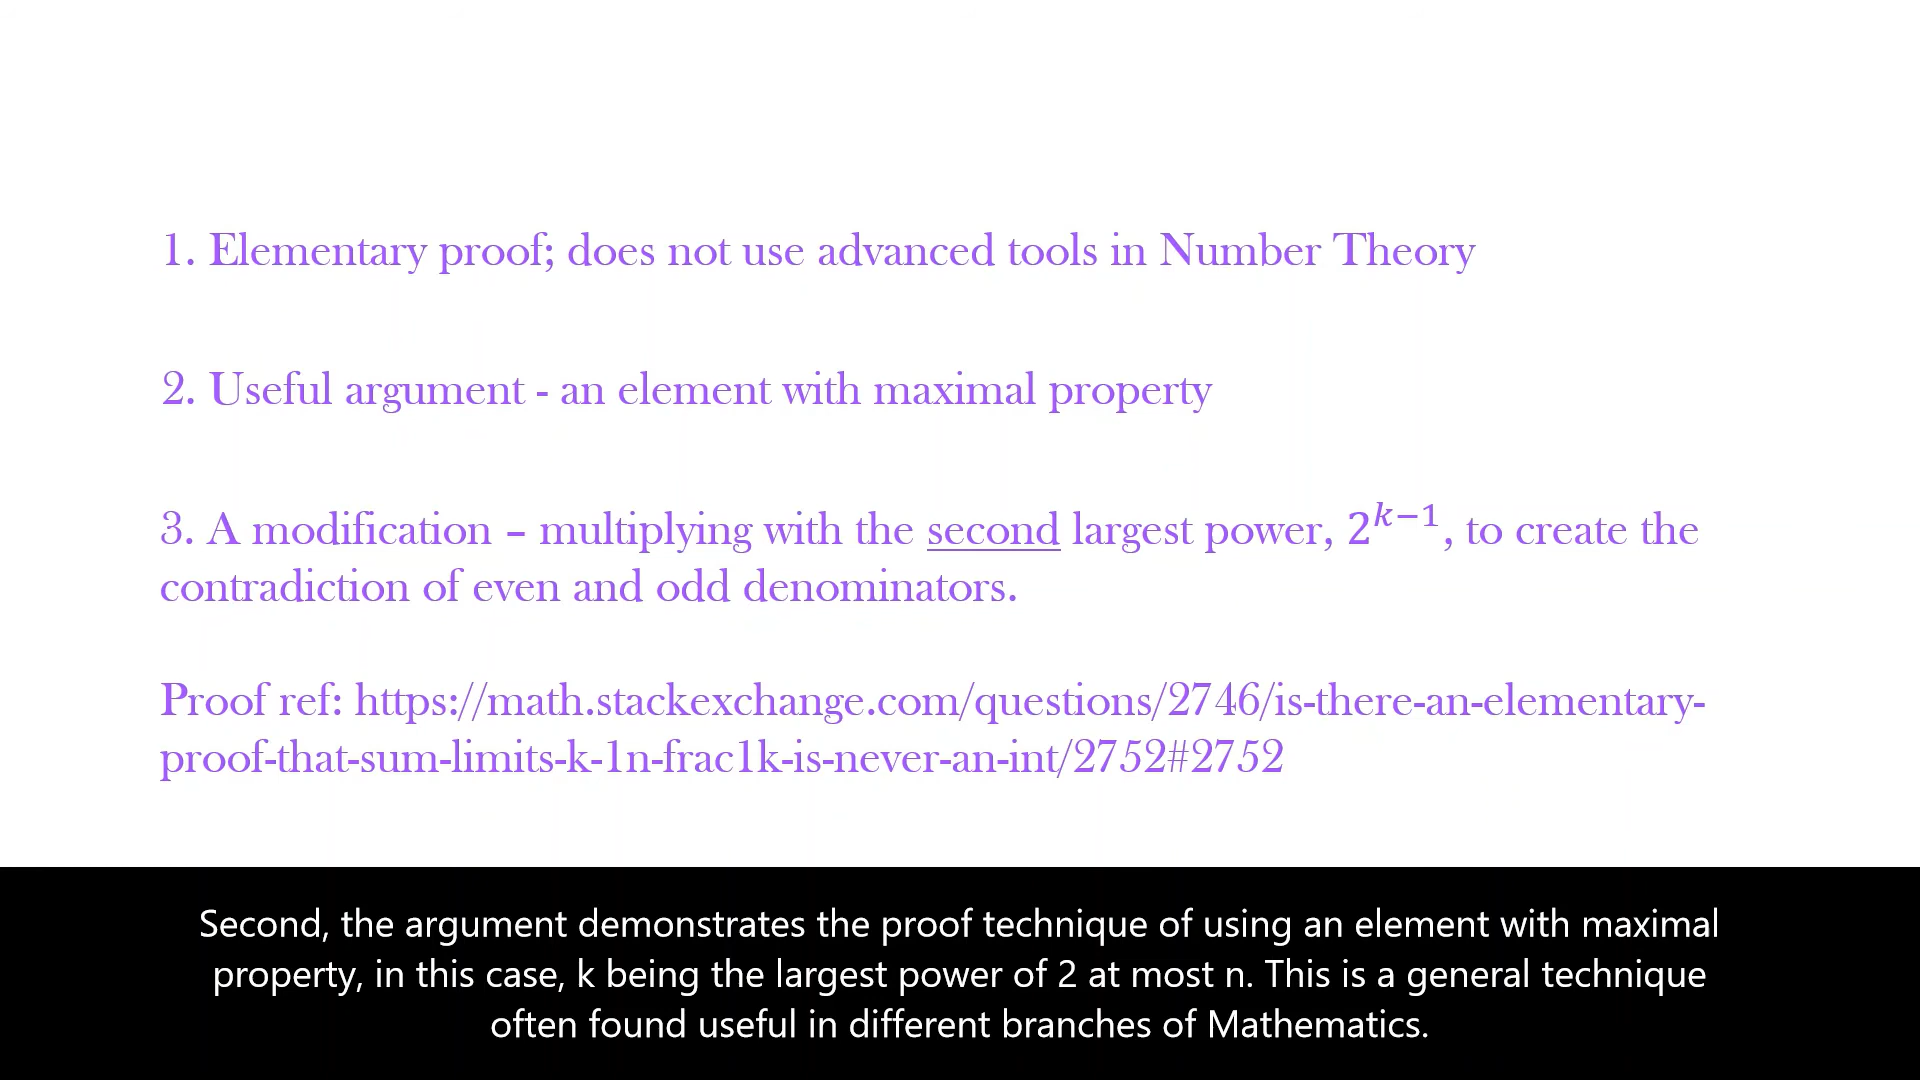 1. Elementary proof; does not use advanced tools in Number Theory
2. Useful argument - an element with maximal property
3. A modification – multiplying with the second largest power, $2^{k-1}$, to create the
contradiction of even and odd denominators.
Proof ref: https://math.stackexchange.com/questions/2746/is-there-an-elementary-
proof-that-sum-limits-k-1n-frac1k-is-never-an-int/2752#2752
Second, the argument demonstrates the proof technique of using an element with maximal
property, in this case, k being the largest power of 2 at most n. This is a general technique
often found useful in different branches of Mathematics.